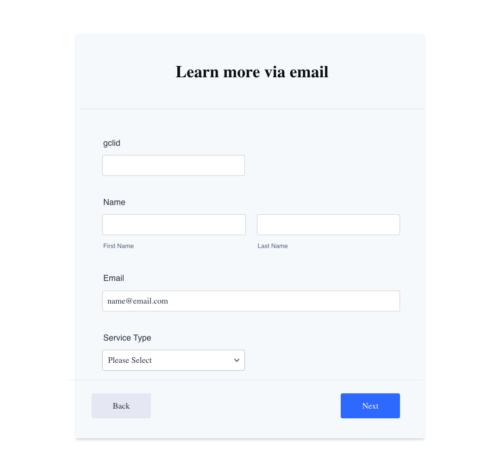 Learn more via email
gclid
Name
First Name Last Name
Email
name@email.com
Service Type
Please Select
Back Next